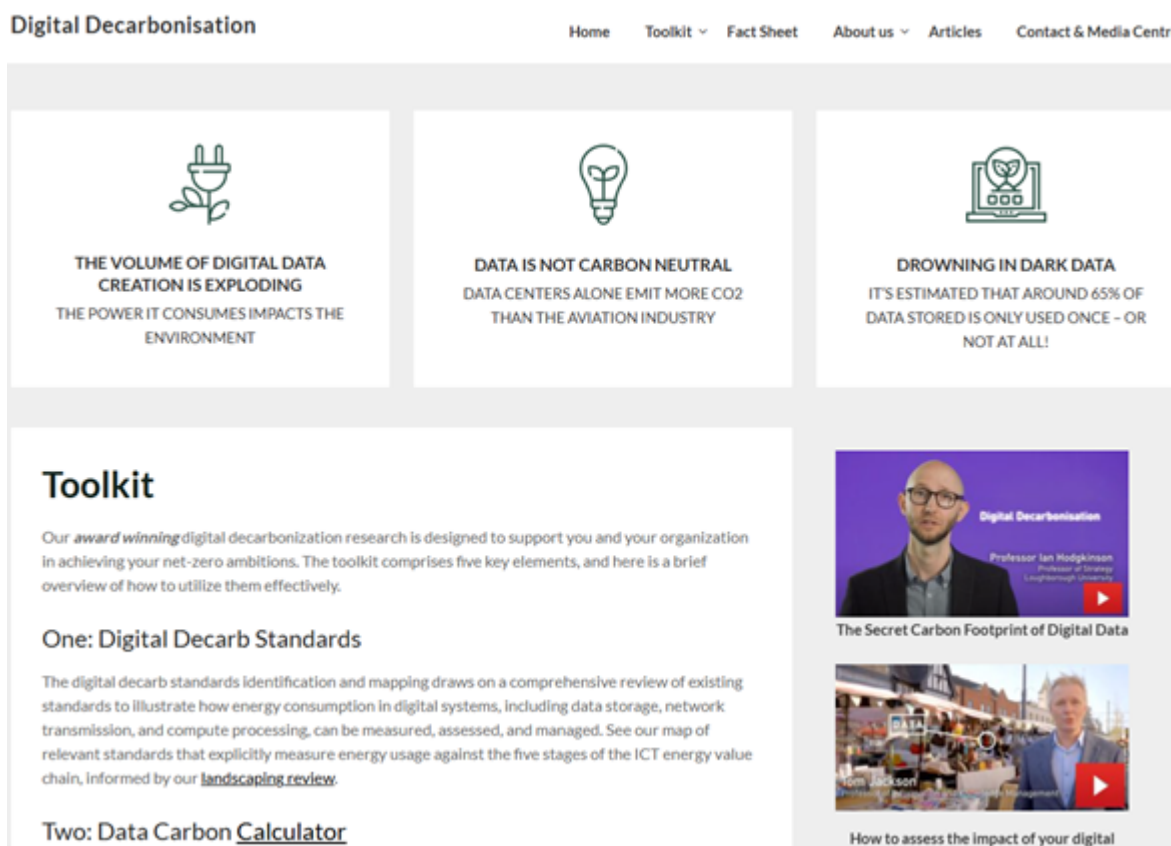 Digital Decarbonisation
Home Toolkit Fact Sheet About us Articles Contact & Media Centr
THE VOLUME OF DIGITAL DATA
CREATION IS EXPLODING
THE POWER IT CONSUMES IMPACTS THE
ENVIRONMENT
DATA IS NOT CARBON NEUTRAL
DATA CENTERS ALONE EMIT MORE CO2
THAN THE AVIATION INDUSTRY
DROWNING IN DARK DATA
IT'S ESTIMATED THAT AROUND 65% OF
DATA STORED IS ONLY USED ONCE – OR
NOT AT ALL!
Toolkit
Our award winning digital decarbonization research is designed to support you and your organization
in achieving your net-zero ambitions. The toolkit comprises five key elements, and here is a brief
overview of how to utilize them effectively.
One: Digital Decarb Standards
The digital decarb standards identification and mapping draws on a comprehensive review of existing
standards to illustrate how energy consumption in digital systems, including data storage, network
transmission, and compute processing, can be measured, assessed, and managed. See our map of
relevant standards that explicitly measure energy usage against the five stages of the ICT energy value
chain, informed by our landscaping review.
Two: Data Carbon Calculator
Digital Decarbonisation
Professor Ian Hodgkinson
Professor of Strategy
Loughborough University
The Secret Carbon Footprint of Digital Data
DATA
Tom Jackson
Professor of Management
How to assess the impact of your digital